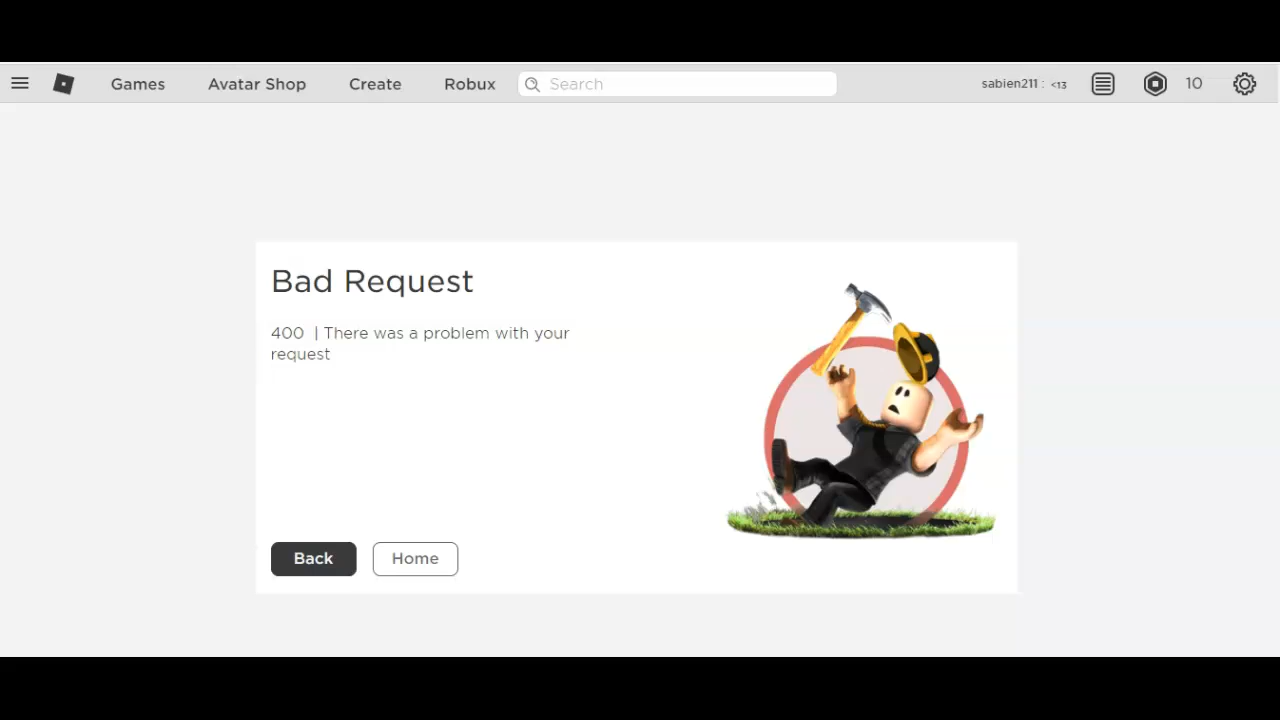 Games Avatar Shop Create Robux Search sabien211 : <13 10
Bad Request
400 | There was a problem with your
request
Back Home